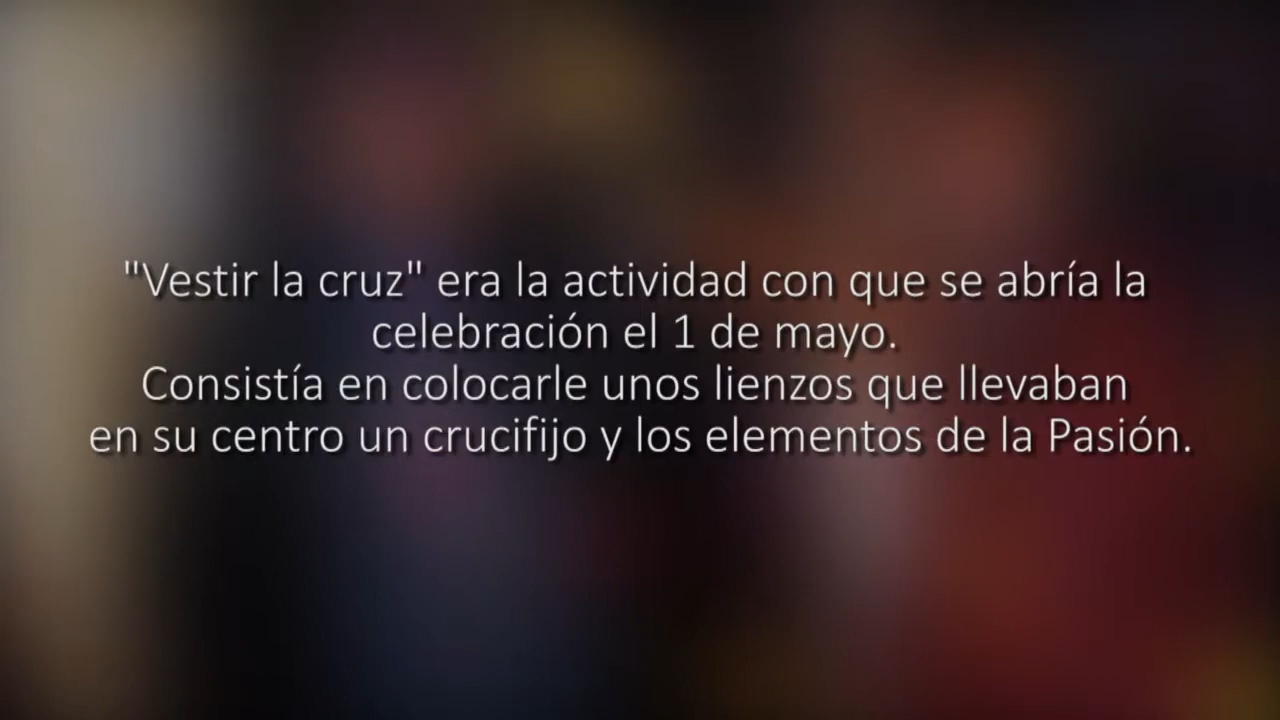 "Vestir la cruz" era la actividad con que se abría la
celebración el 1 de mayo.
Consistía en colocarle unos lienzos que llevaban
en su centro un crucifijo y los elementos de la Pasión.